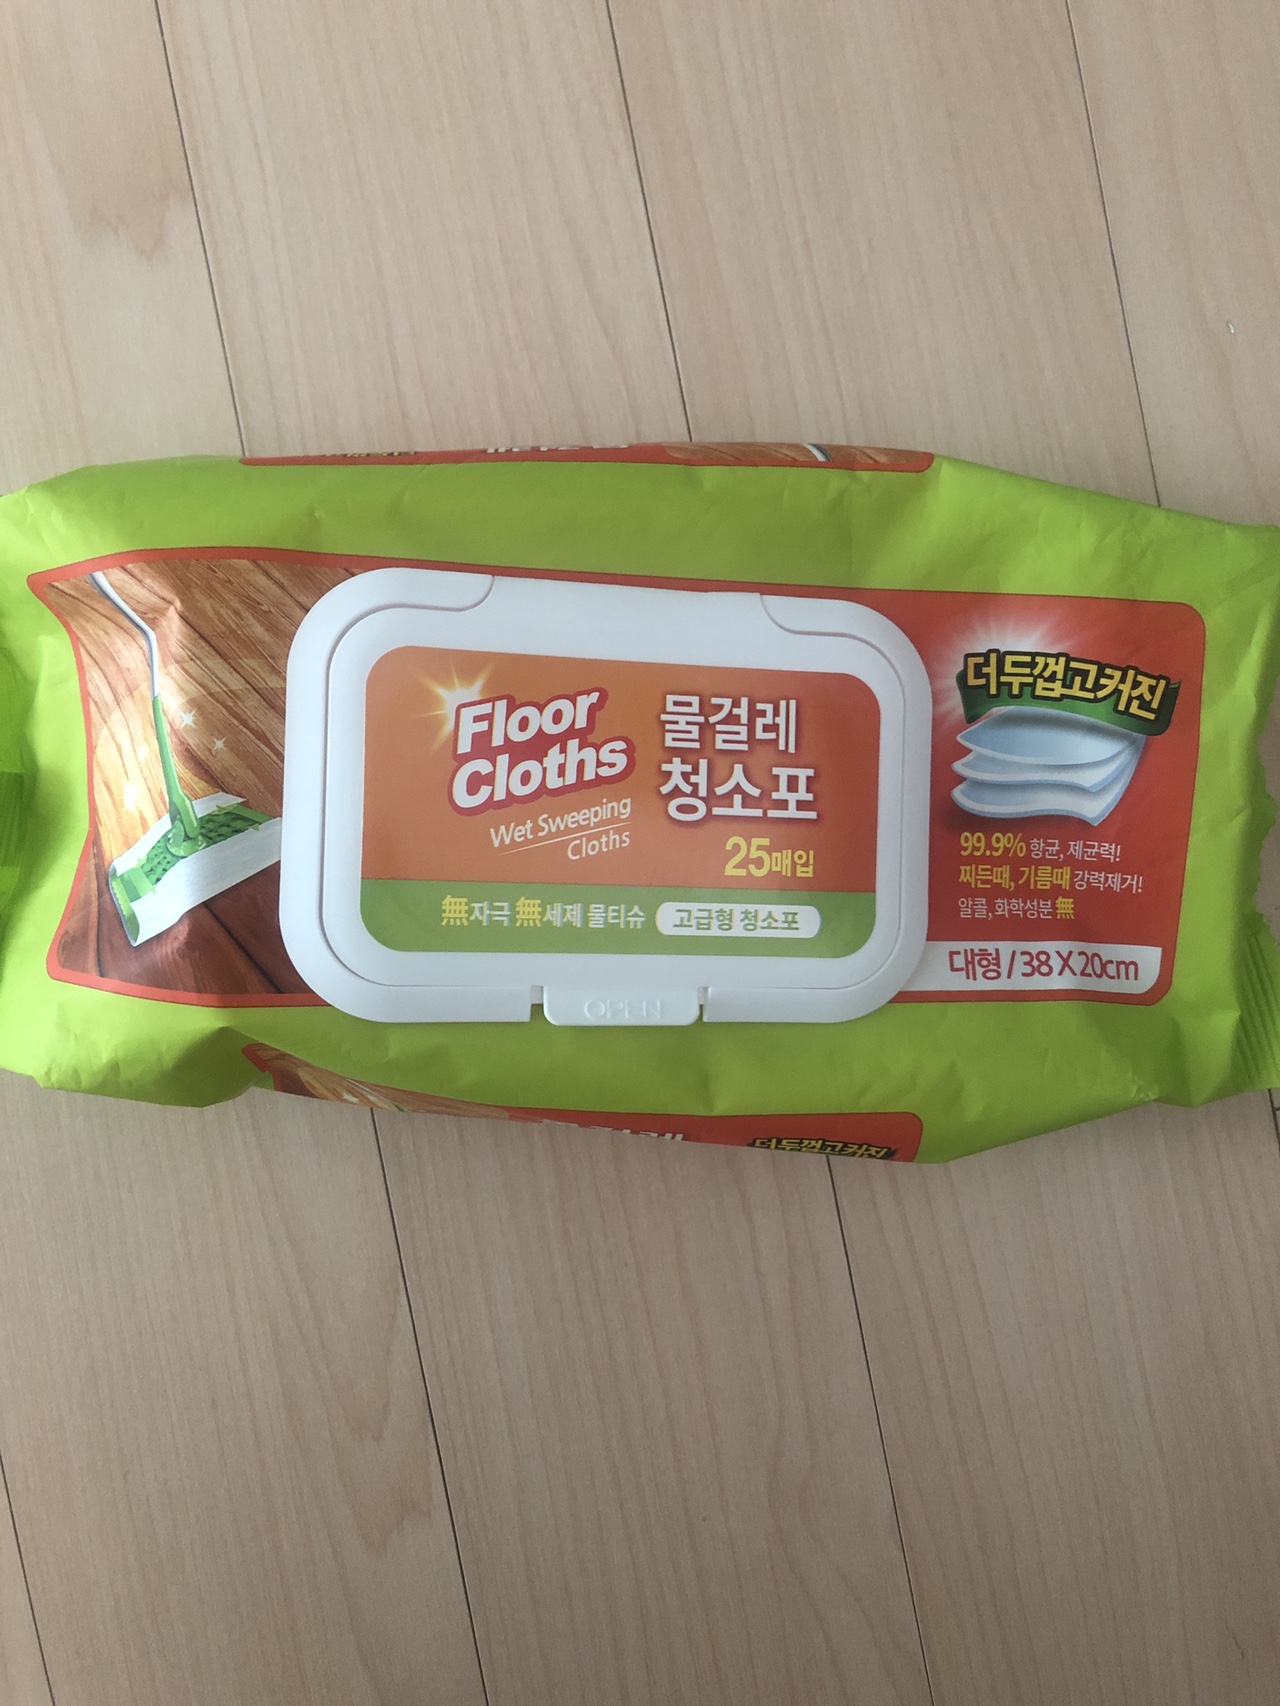 Floor
Cloths
Wet Sweeping
Cloths
물걸레
청소포
25매입
無자극 無세제 물티슈 고급형 청소포
OPEN
더 두껍고 커진
99.9% 항균, 제균력!
찌든때, 기름때 강력제거!
알콜, 화학성분 無
대형 / 38 X 20cm
더 두껍고 커진